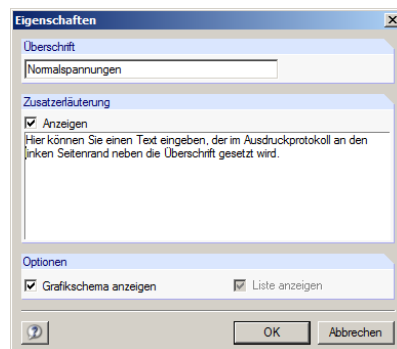 Eigenschaften
Überschrift
Normalspannungen
Zusatzerläuterung
Anzeigen
Hier können Sie einen Text eingeben, der im Ausdruckprotokoll an den
linken Seitenrand neben die Überschrift gesetzt wird.
Optionen
Grafikschema anzeigen
Liste anzeigen
OK
Abbrechen